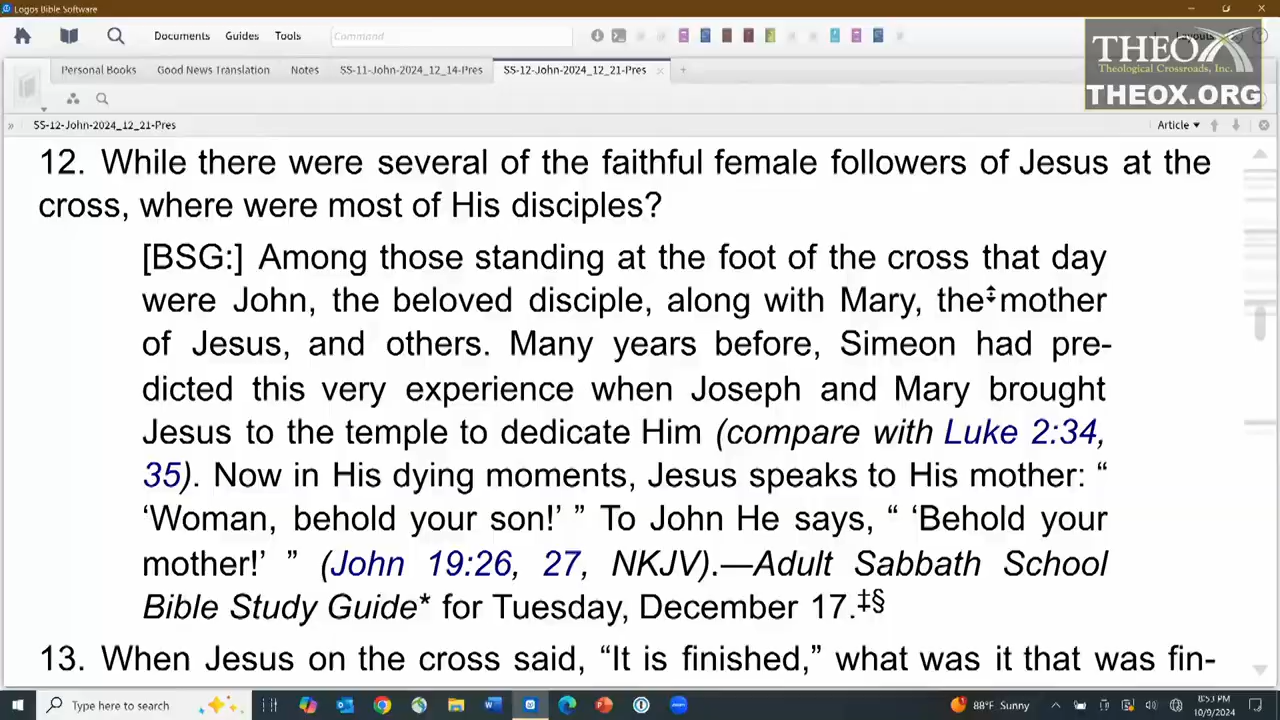 Logos Bible Software
Documents Guides Tools Command Layouts
THEOX
Theological Crossroads, Inc.
THEOX.ORG
Personal Books Good News Translation Notes SS-11-John-2024 SS-12-John-2024_12_21-Pres
SS-12-John-2024_12_21-Pres Article
12. While there were several of the faithful female followers of Jesus at the
cross, where were most of His disciples?
[BSG:] Among those standing at the foot of the cross that day
were John, the beloved disciple, along with Mary, the mother
of Jesus, and others. Many years before, Simeon had pre-
dicted this very experience when Joseph and Mary brought
Jesus to the temple to dedicate Him (compare with Luke 2:34,
35). Now in His dying moments, Jesus speaks to His mother: “
‘Woman, behold your son!’ ” To John He says, “ ‘Behold your
mother!’ ” (John 19:26, 27, NKJV).—Adult Sabbath School
Bible Study Guide* for Tuesday, December 17.‡§
13. When Jesus on the cross said, “It is finished,” what was it that was fin-
Type here to search 88°F Sunny 8:53 PM
10/9/2024